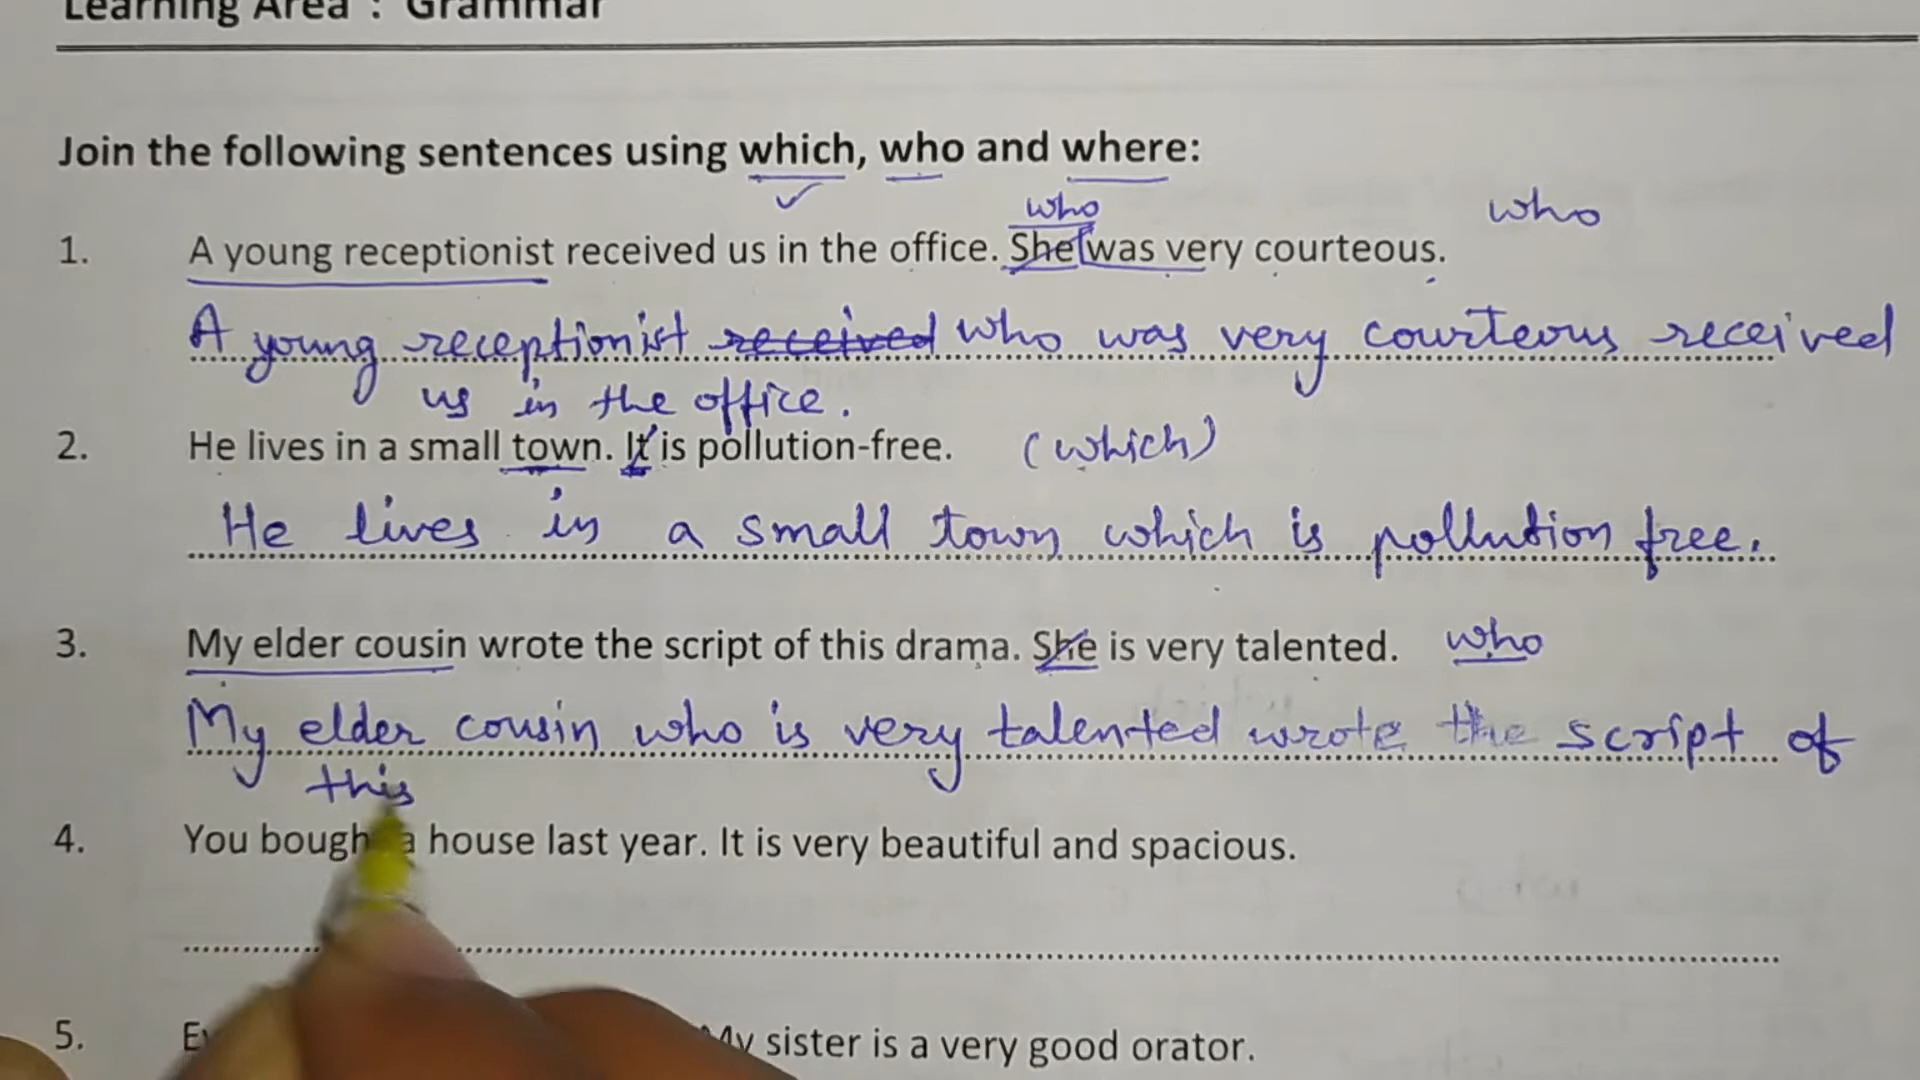 Learning Area : Grammar
Join the following sentences using which, who and where:
who
who
1. A young receptionist received us in the office. She was very courteous.
A young receptionist received who was very courteous received
us in the office.
2. He lives in a small town. It is pollution-free. (which)
He lives in a small town which is pollution free.
3. My elder cousin wrote the script of this drama. She is very talented. who
My elder cousin who is very talented wrote the script of
this
4. You bough a house last year. It is very beautiful and spacious.
5. My sister is a very good orator.